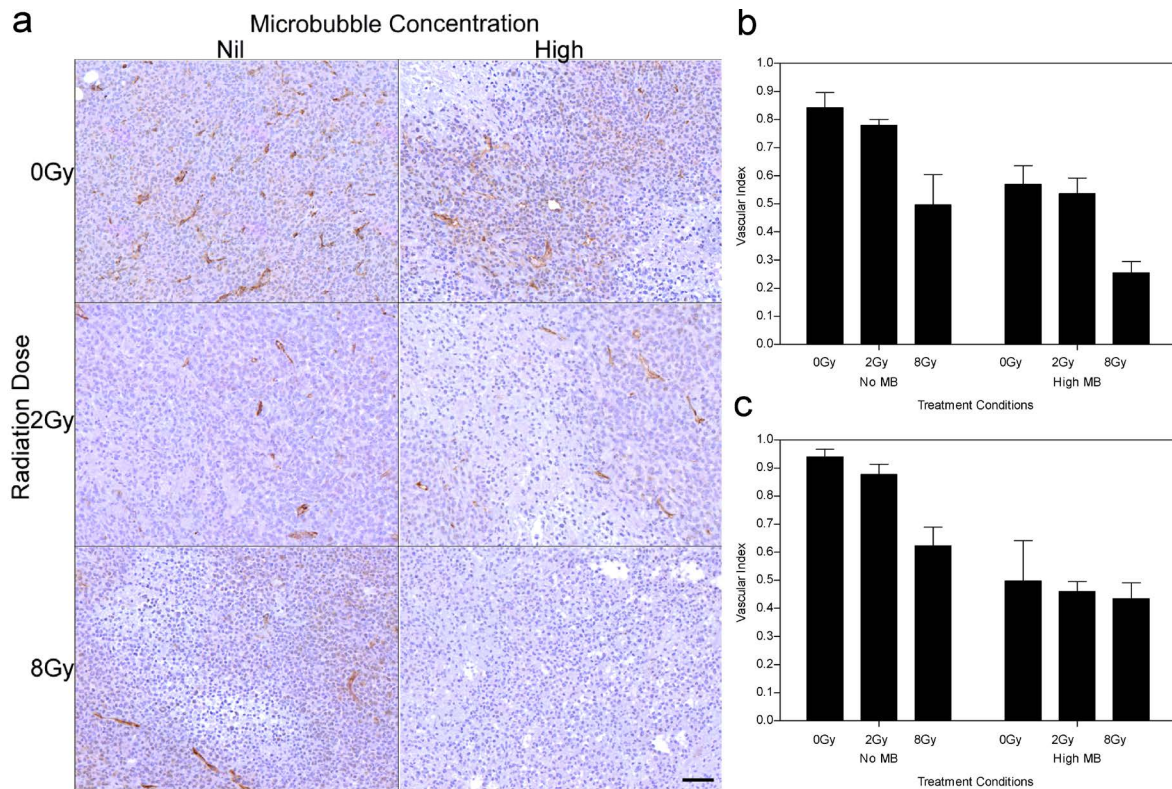 a
Microbubble Concentration
Nil High
Radiation Dose
0Gy
2Gy
8Gy
b
1.0
0.9
0.8
0.7
0.6
0.5
0.4
0.3
0.2
0.1
0.0
Vascular Index
0Gy 2Gy 8Gy 0Gy 2Gy 8Gy
No MB High MB
Treatment Conditions
c
1.0
0.9
0.8
0.7
0.6
0.5
0.4
0.3
0.2
0.1
0.0
Vascular Index
0Gy 2Gy 8Gy 0Gy 2Gy 8Gy
No MB High MB
Treatment Conditions